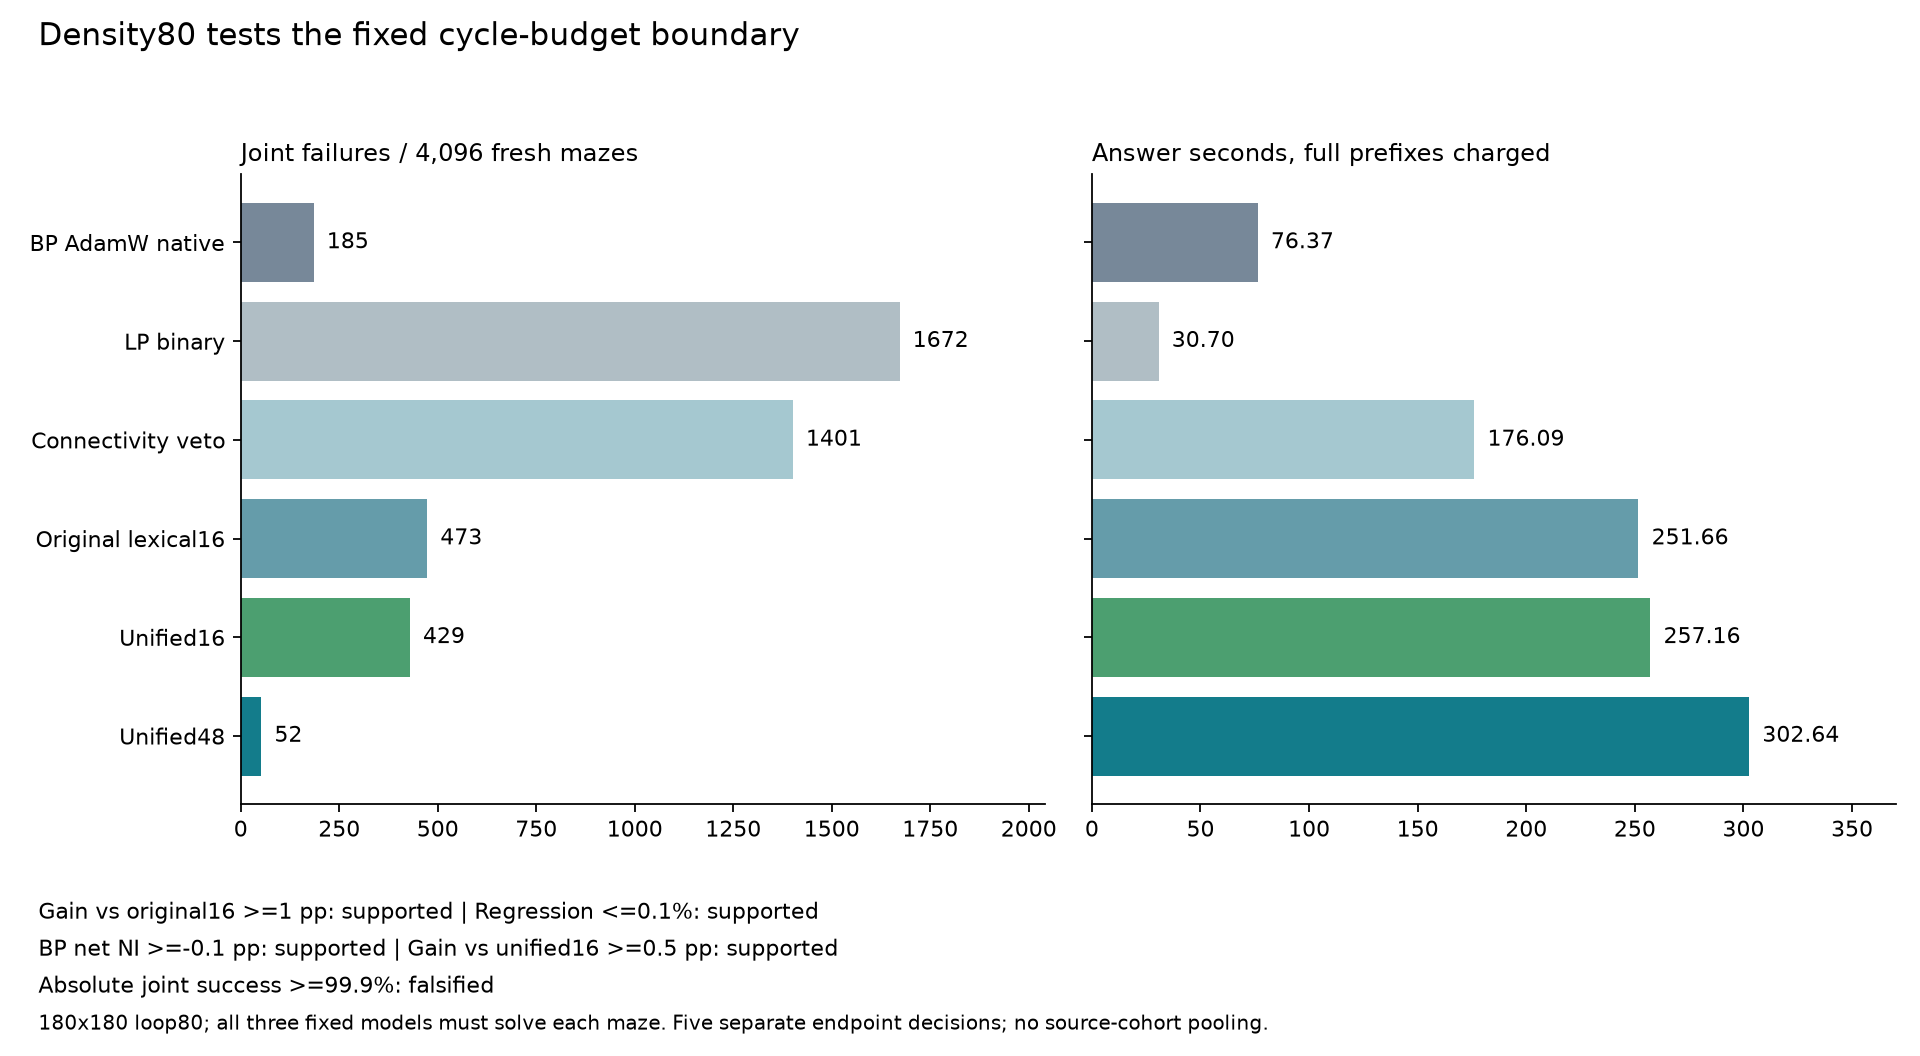 Density80 tests the fixed cycle-budget boundary
Joint failures / 4,096 fresh mazes
BP AdamW native
185
LP binary
1672
Connectivity veto
1401
Original lexical16
473
Unified16
429
Unified48
52
0 250 500 750 1000 1250 1500 1750 2000
Answer seconds, full prefixes charged
76.37
30.70
176.09
251.66
257.16
302.64
0 50 100 150 200 250 300 350
Gain vs original16 >=1 pp: supported | Regression <=0.1%: supported
BP net NI >=-0.1 pp: supported | Gain vs unified16 >=0.5 pp: supported
Absolute joint success >=99.9%: falsified
180x180 loop80; all three fixed models must solve each maze. Five separate endpoint decisions; no source-cohort pooling.